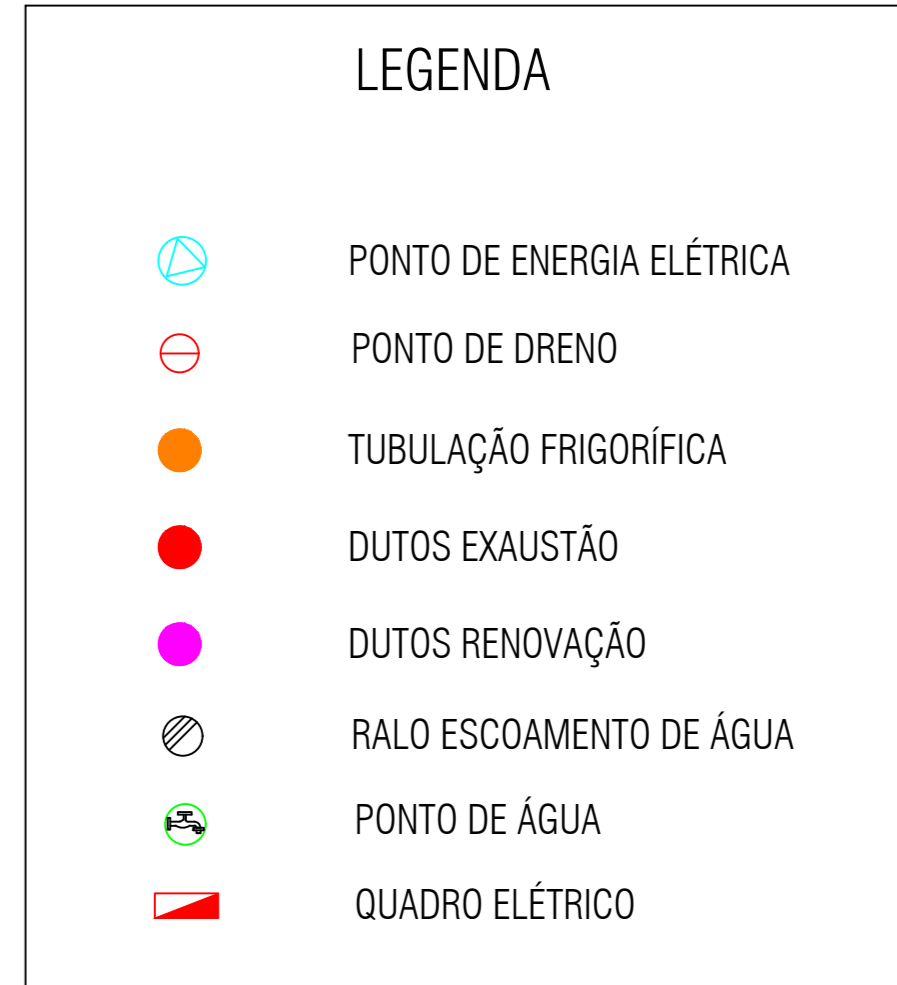 LEGENDA
PONTO DE ENERGIA ELÉTRICA
PONTO DE DRENO
TUBULAÇÃO FRIGORÍFICA
DUTOS EXAUSTÃO
DUTOS RENOVAÇÃO
RALO ESCOAMENTO DE ÁGUA
PONTO DE ÁGUA
QUADRO ELÉTRICO